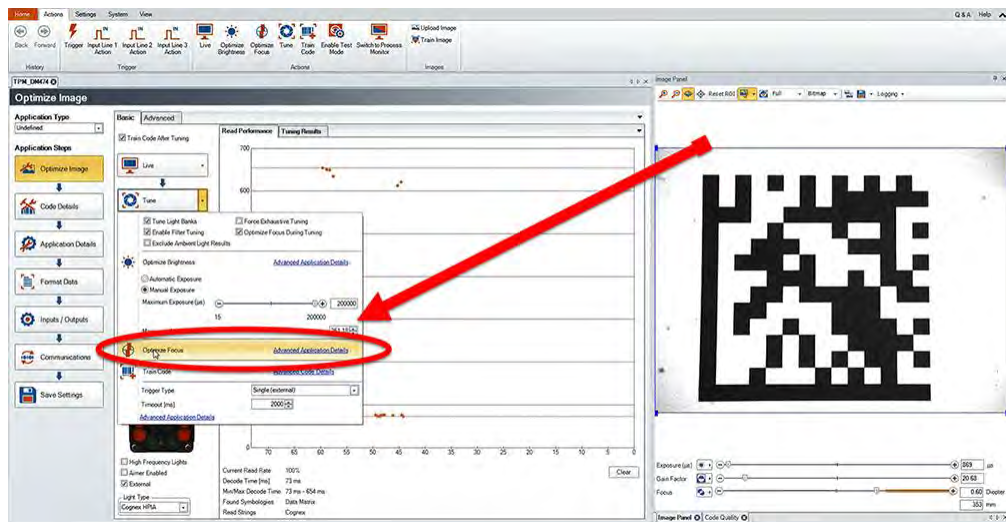 Home Actions Settings System View Q&A Help
Back Forward Trigger Input Line 1 Action Input Line 2 Action Input Line 3 Action Live Optimize Brightness Optimize Focus Tune Train Code Enable Test Mode Switch to Process Monitor Upload Image
Train Image
History Trigger Actions Images
TPM_DM474
Optimize Image
Application Type
Undefined
Application Steps
Optimize Image
Code Details
Application Details
Format Data
Inputs / Outputs
Communications
Save Settings
Basic Advanced
Train Code After Tuning
Live
Tune
Tune Light Banks Force Exhaustive Tuning
Enable Filter Tuning Optimize Focus During Tuning
Exclude Ambient Light Results
Optimize Brightness Advanced Application Details
Automatic Exposure
Manual Exposure
Maximum Exposure (µs) 200000
15 200000
Optimize Focus Advanced Application Details
Train Code Advanced Code Details
Trigger Type Single (external)
Timeout [ms] 2000
Advanced Application Details
High Frequency Lights
Aimer Enabled
External
Light Type
Cognex HPIA
Read Performance Tuning Results
700
600
0
70 65 60 55 50 45 40 35 30 25 20 15 10 5 0
Current Read Rate 100%
Decode Time [ms] 73 ms
Min/Max Decode Time 73 ms - 654 ms
Found Symbologies Data Matrix
Read Strings Cognex
Clear
Image Panel
Reset ROI Full Bitmap Logging
Exposure (µs) 869 µs
Gain Factor 20.68
Focus 0.60 Diopter
353 mm
Image Panel Code Quality